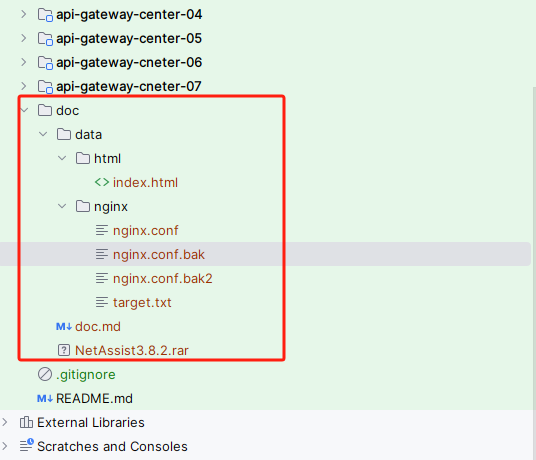 api-gateway-center-04
api-gateway-center-05
api-gateway-cneter-06
api-gateway-cneter-07
doc
data
html
<> index.html
nginx
nginx.conf
nginx.conf.bak
nginx.conf.bak2
target.txt
M↓ doc.md
? NetAssist3.8.2.rar
.gitignore
M↓ README.md
External Libraries
Scratches and Consoles